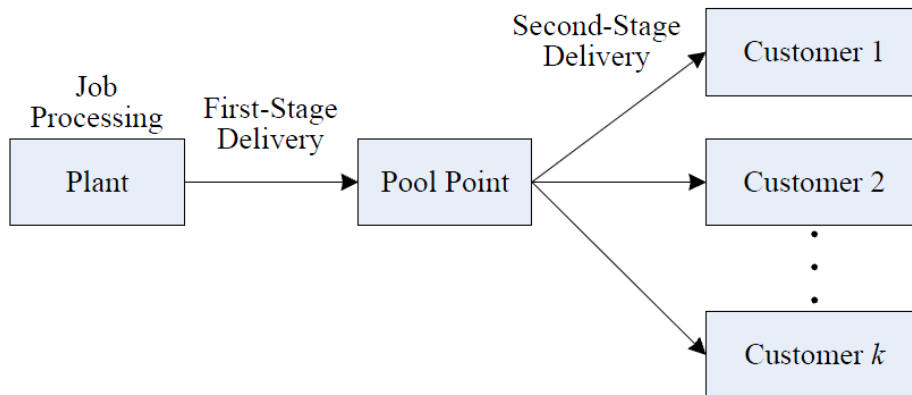 Job
Processing
First-Stage
Delivery
Second-Stage
Delivery
Plant
Pool Point
Customer 1
Customer 2
Customer k